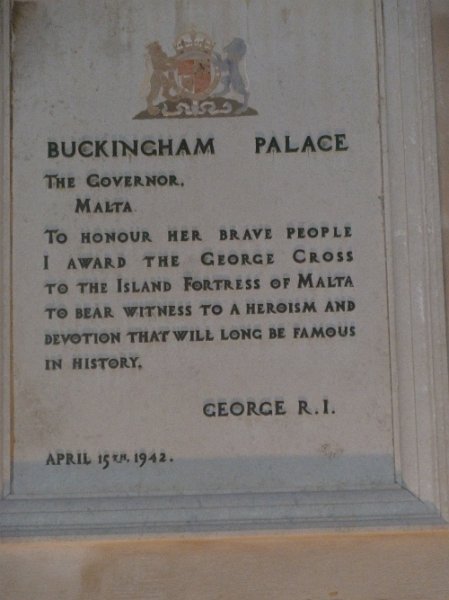 BUCKINGHAM PALACE
THE GOVERNOR,
MALTA
TO HONOUR HER BRAVE PEOPLE
I AWARD THE GEORGE CROSS
TO THE ISLAND FORTRESS OF MALTA
TO BEAR WITNESS TO A HEROISM AND
DEVOTION THAT WILL LONG BE FAMOUS
IN HISTORY.
GEORGE R.I.
APRIL 15TH. 1942.